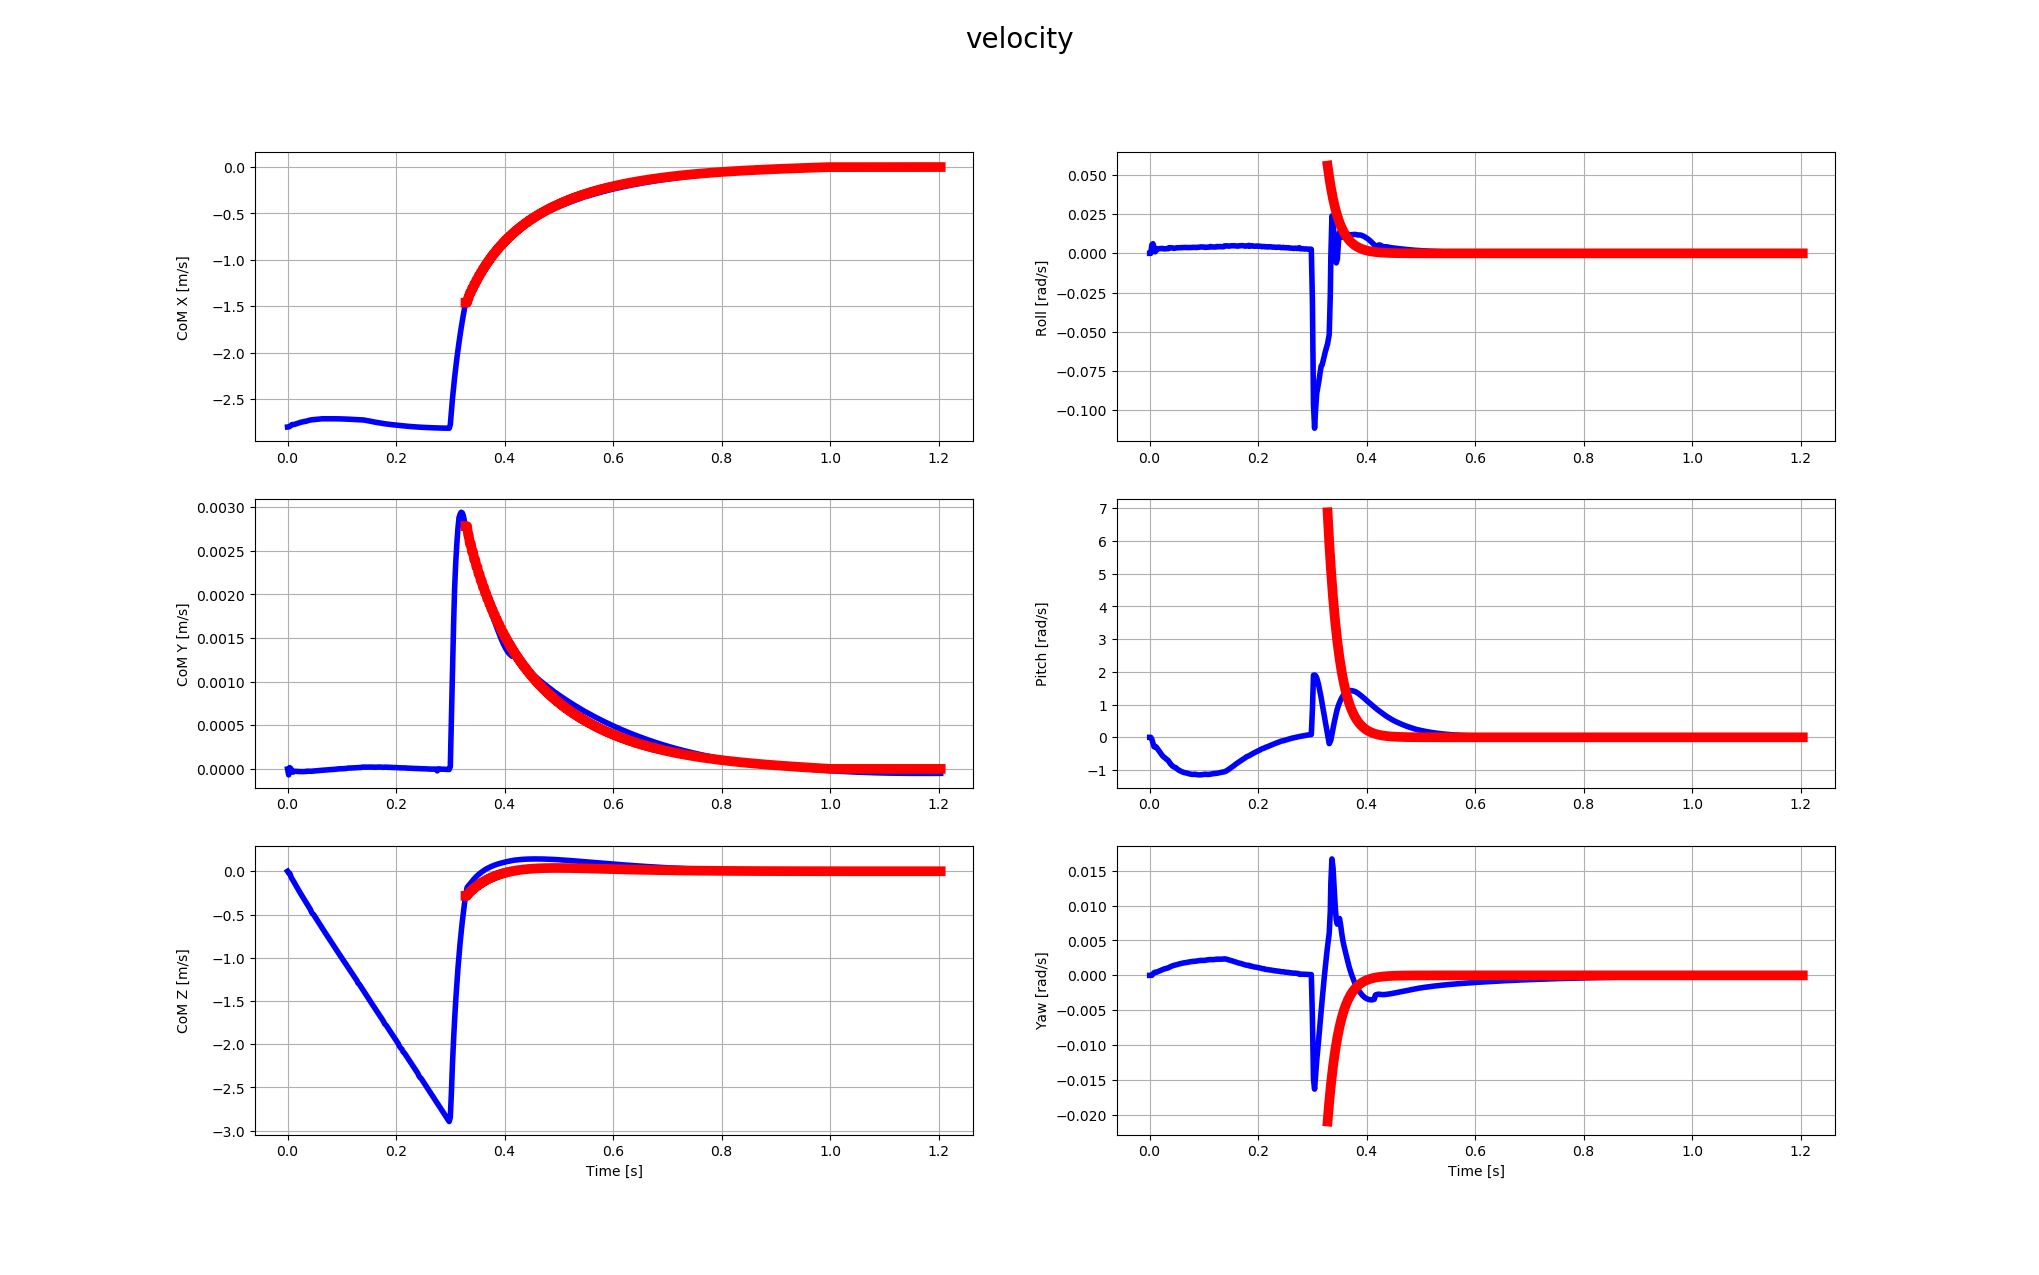 velocity
CoM X [m/s]
0.0
−0.5
−1.0
−1.5
−2.0
−2.5
0.0 0.2 0.4 0.6 0.8 1.0 1.2
Roll [rad/s]
0.050
0.025
0.000
−0.025
−0.050
−0.075
−0.100
0.0 0.2 0.4 0.6 0.8 1.0 1.2
CoM Y [m/s]
0.0030
0.0025
0.0020
0.0015
0.0010
0.0005
0.0000
0.0 0.2 0.4 0.6 0.8 1.0 1.2
Pitch [rad/s]
7
6
5
4
3
2
1
0
−1
0.0 0.2 0.4 0.6 0.8 1.0 1.2
CoM Z [m/s]
0.0
−0.5
−1.0
−1.5
−2.0
−2.5
−3.0
0.0 0.2 0.4 0.6 0.8 1.0 1.2
Time [s]
Yaw [rad/s]
0.015
0.010
0.005
0.000
−0.005
−0.010
−0.015
−0.020
0.0 0.2 0.4 0.6 0.8 1.0 1.2
Time [s]